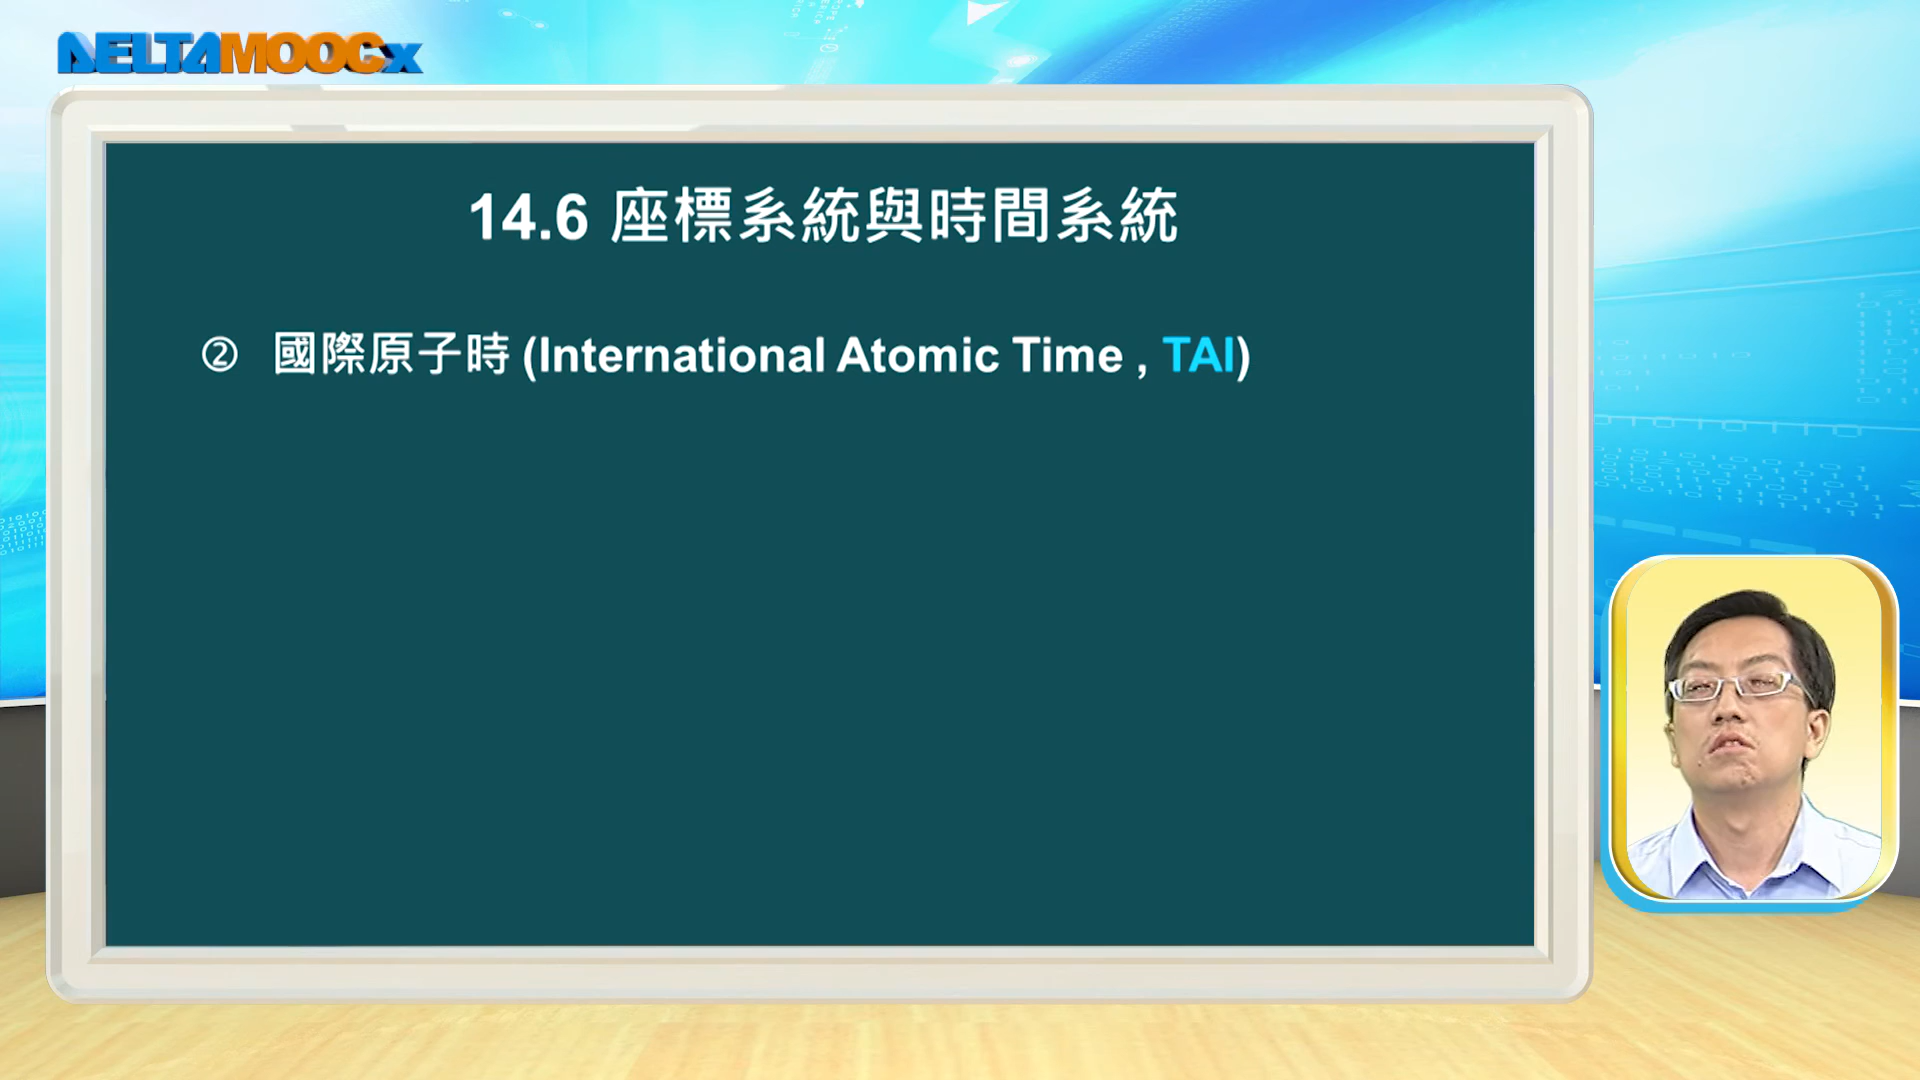 DELTAMOOCx
14.6 座標系統與時間系統
② 國際原子時 (International Atomic Time , TAI)